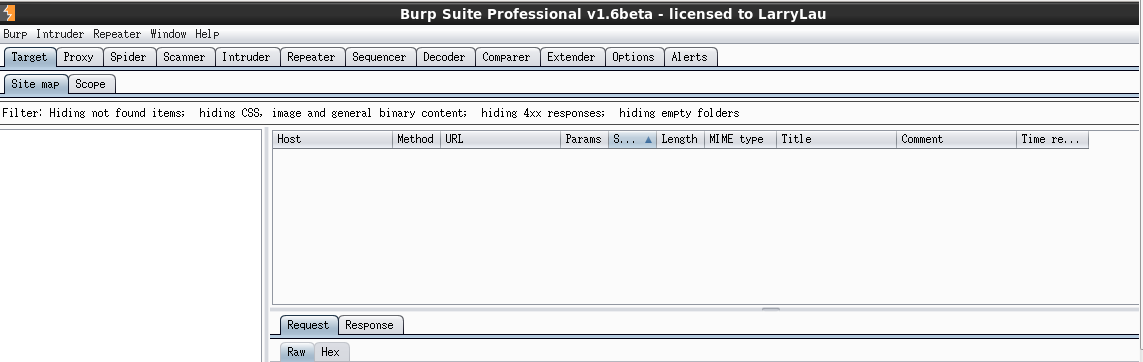 Burp Suite Professional v1.6beta - licensed to LarryLau
Burp Intruder Repeater Window Help
Target Proxy Spider Scanner Intruder Repeater Sequencer Decoder Comparer Extender Options Alerts
Site map Scope
Filter: Hiding not found items; hiding CSS, image and general binary content; hiding 4xx responses; hiding empty folders
Host Method URL Params S... Length MIME type Title Comment Time re...
Request Response
Raw Hex